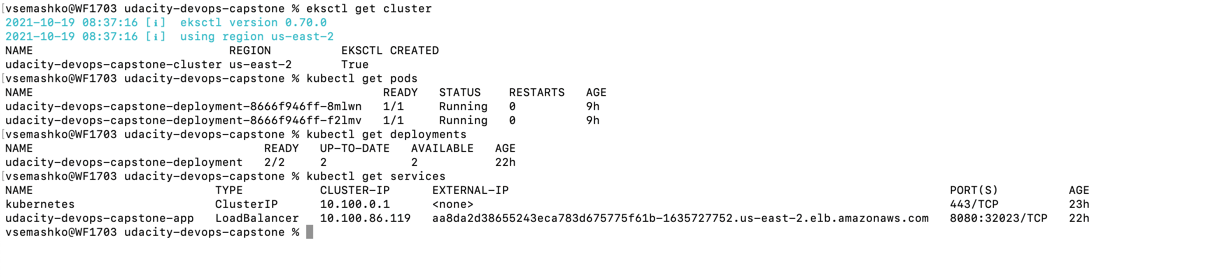 [vsemashko@WF1703 udacity-devops-capstone % eksctl get cluster
2021-10-19 08:37:16 [ℹ]  eksctl version 0.70.0
2021-10-19 08:37:16 [ℹ]  using region us-east-2
NAME                            REGION          EKSCTL CREATED
udacity-devops-capstone-cluster us-east-2       True
[vsemashko@WF1703 udacity-devops-capstone % kubectl get pods
NAME                                                  READY   STATUS    RESTARTS   AGE
udacity-devops-capstone-deployment-8666f946ff-8mlwn   1/1     Running   0          9h
udacity-devops-capstone-deployment-8666f946ff-f2lmv   1/1     Running   0          9h
[vsemashko@WF1703 udacity-devops-capstone % kubectl get deployments
NAME                                 READY   UP-TO-DATE   AVAILABLE   AGE
udacity-devops-capstone-deployment   2/2     2            2           22h
[vsemashko@WF1703 udacity-devops-capstone % kubectl get services
NAME                          TYPE           CLUSTER-IP      EXTERNAL-IP                                                               PORT(S)          AGE
kubernetes                    ClusterIP      10.100.0.1      <none>                                                                    443/TCP          23h
udacity-devops-capstone-app   LoadBalancer   10.100.86.119   aa8da2d38655243eca783d675775f61b-1635727752.us-east-2.elb.amazonaws.com   8080:32023/TCP   22h
vsemashko@WF1703 udacity-devops-capstone %